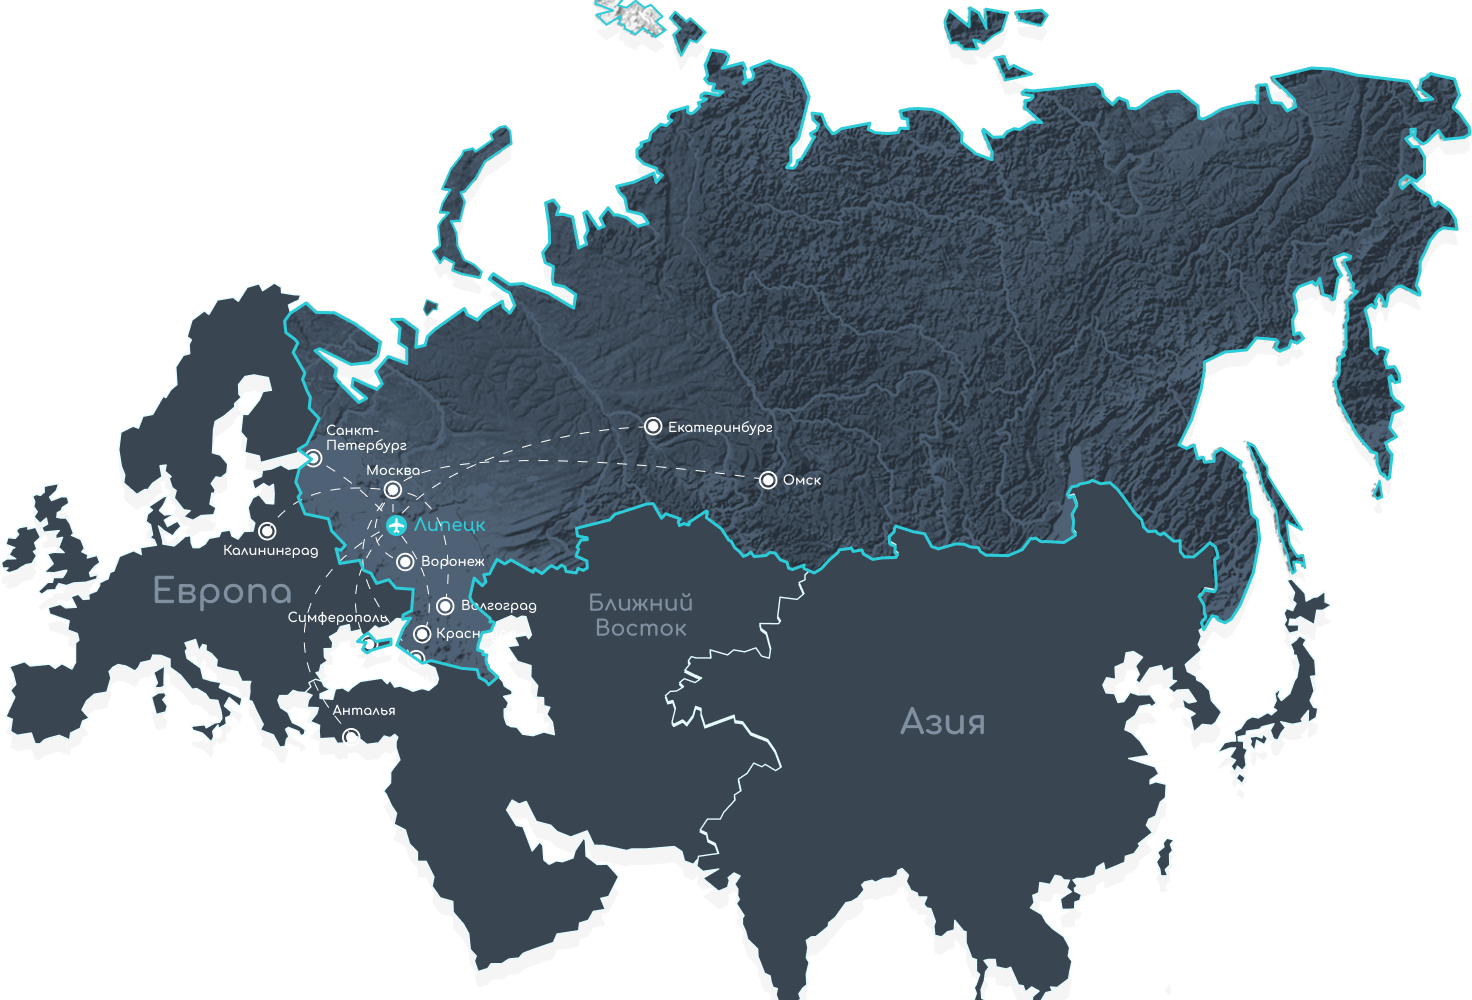 Санкт-
Петербург
Екатеринбург
Москва
Омск
Липецк
Калининград
Воронеж
Европа
Ближний
Восток
Волгоград
Симферополь
Красн
Анталья
Азия